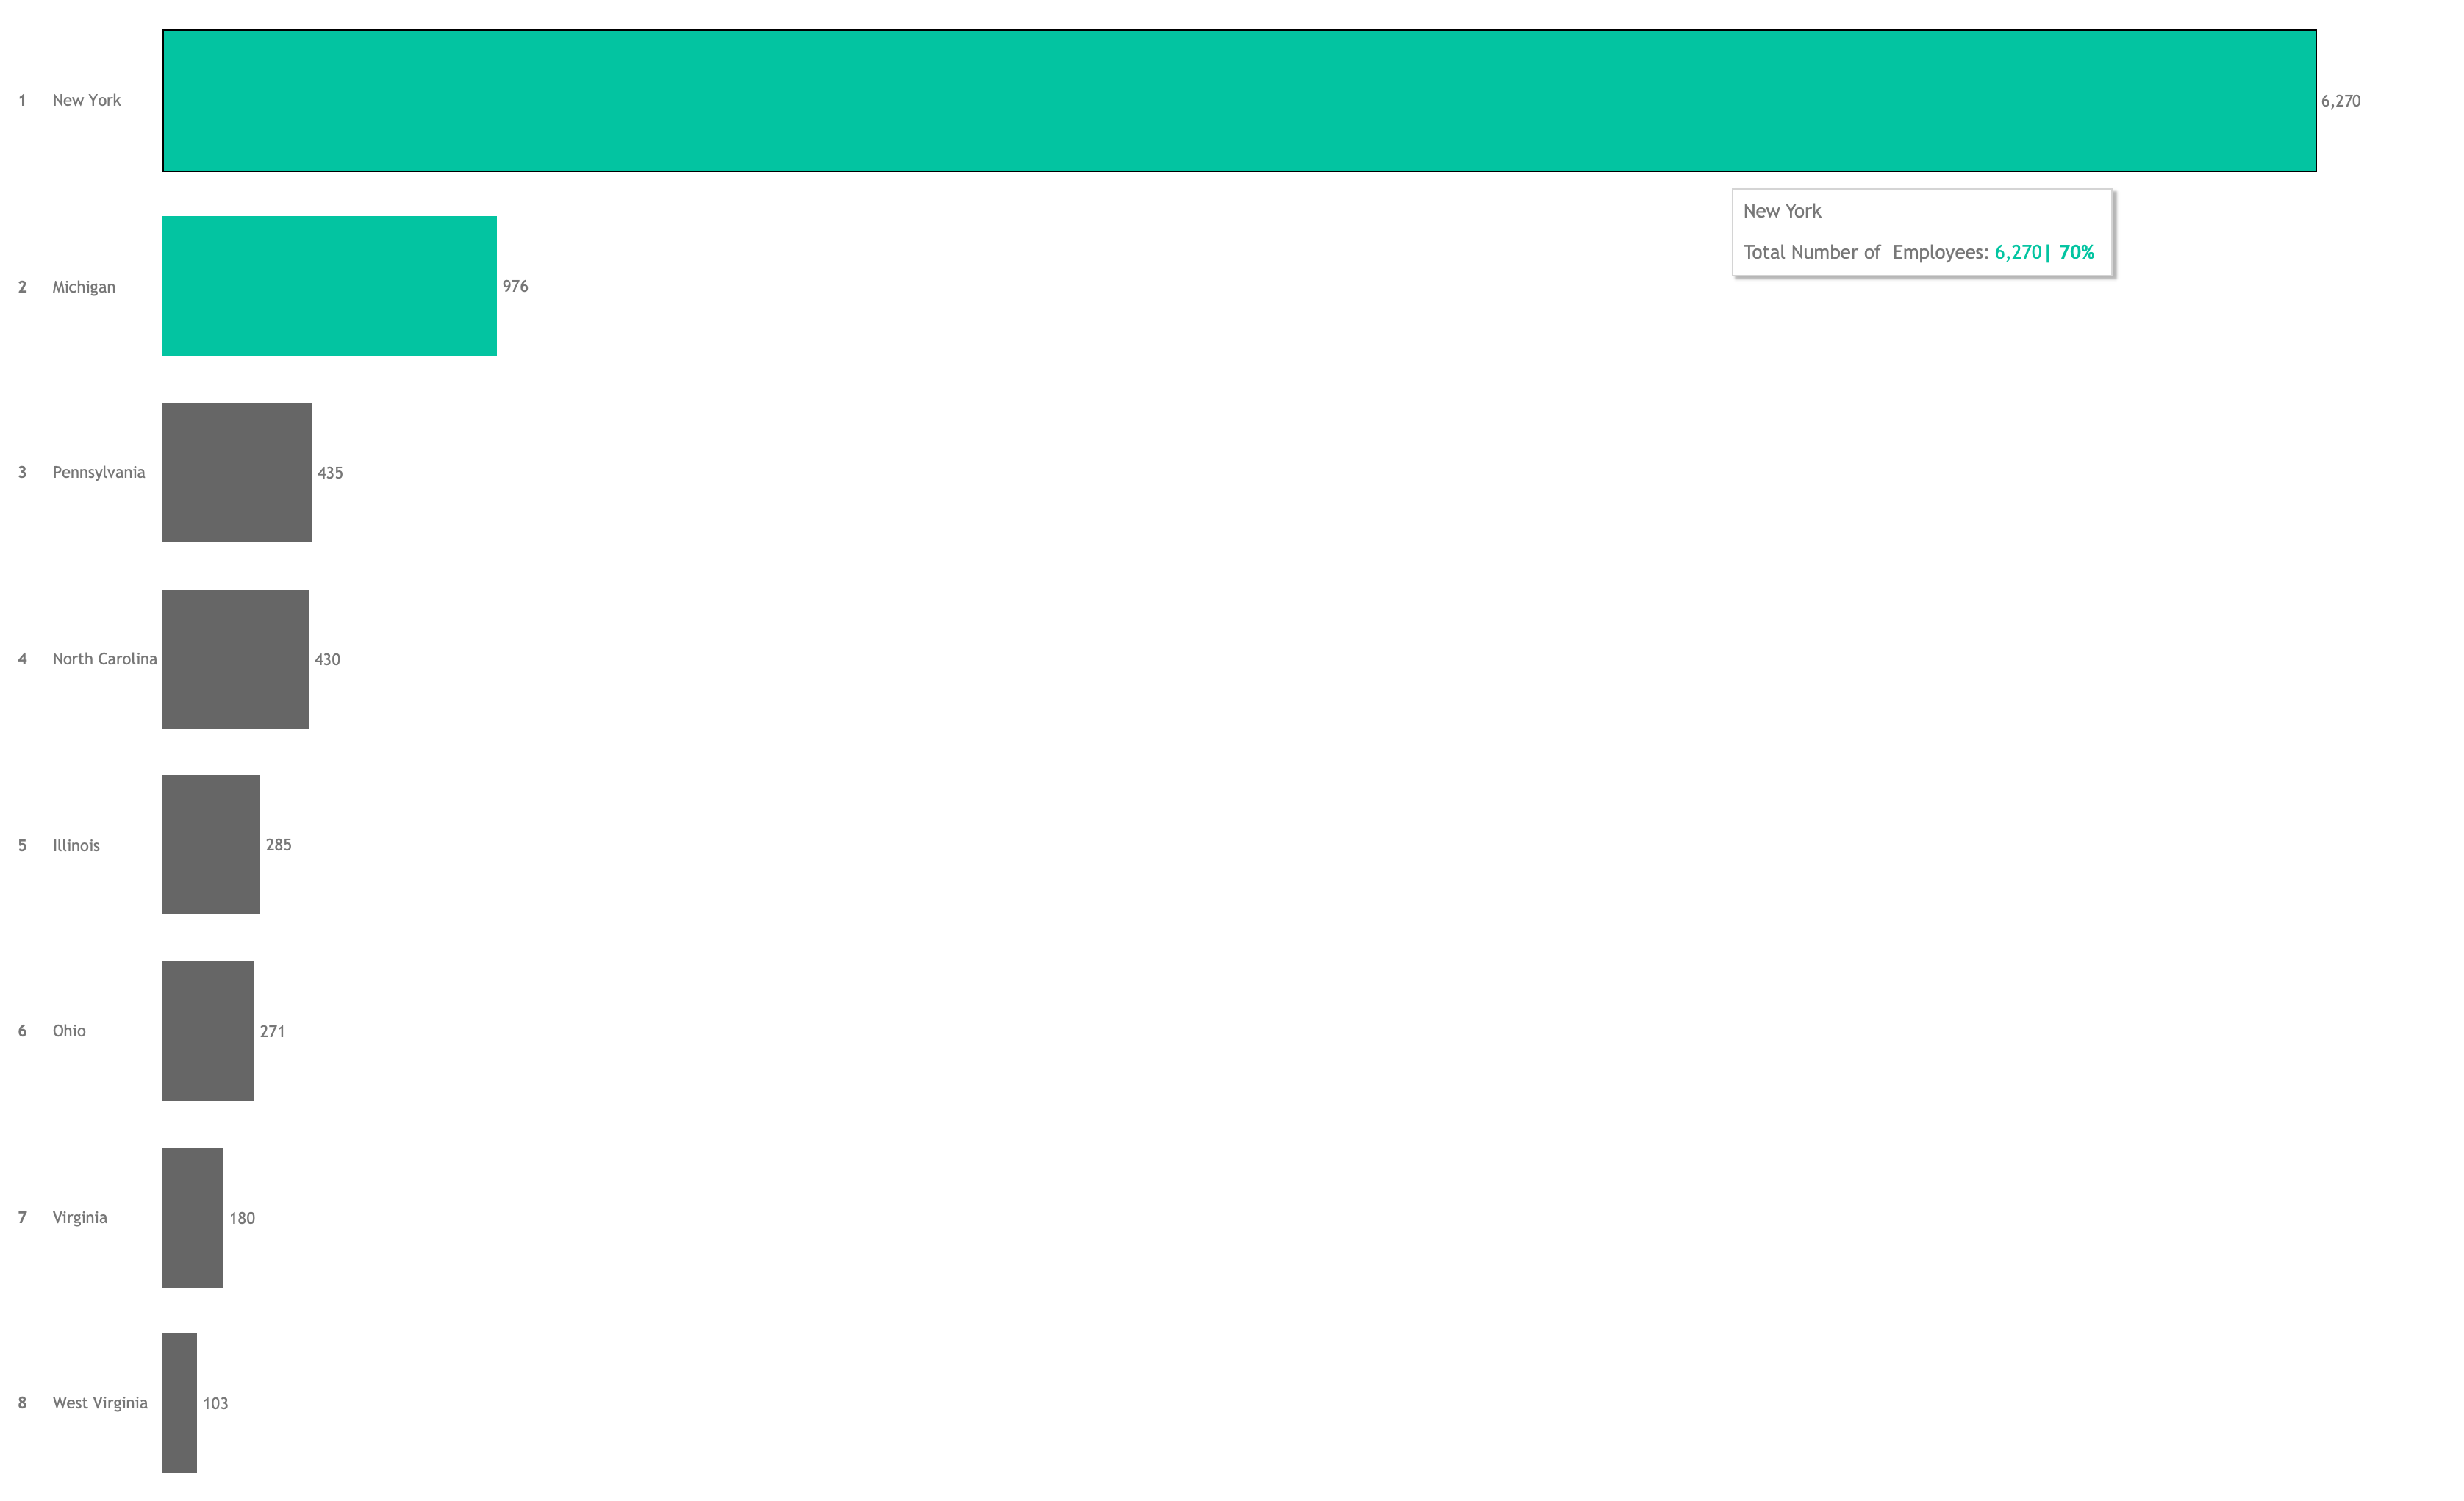 1 New York 6,270
New York
Total Number of Employees: 6,270| 70%
2 Michigan 976
3 Pennsylvania 435
4 North Carolina 430
5 Illinois 285
6 Ohio 271
7 Virginia 180
8 West Virginia 103